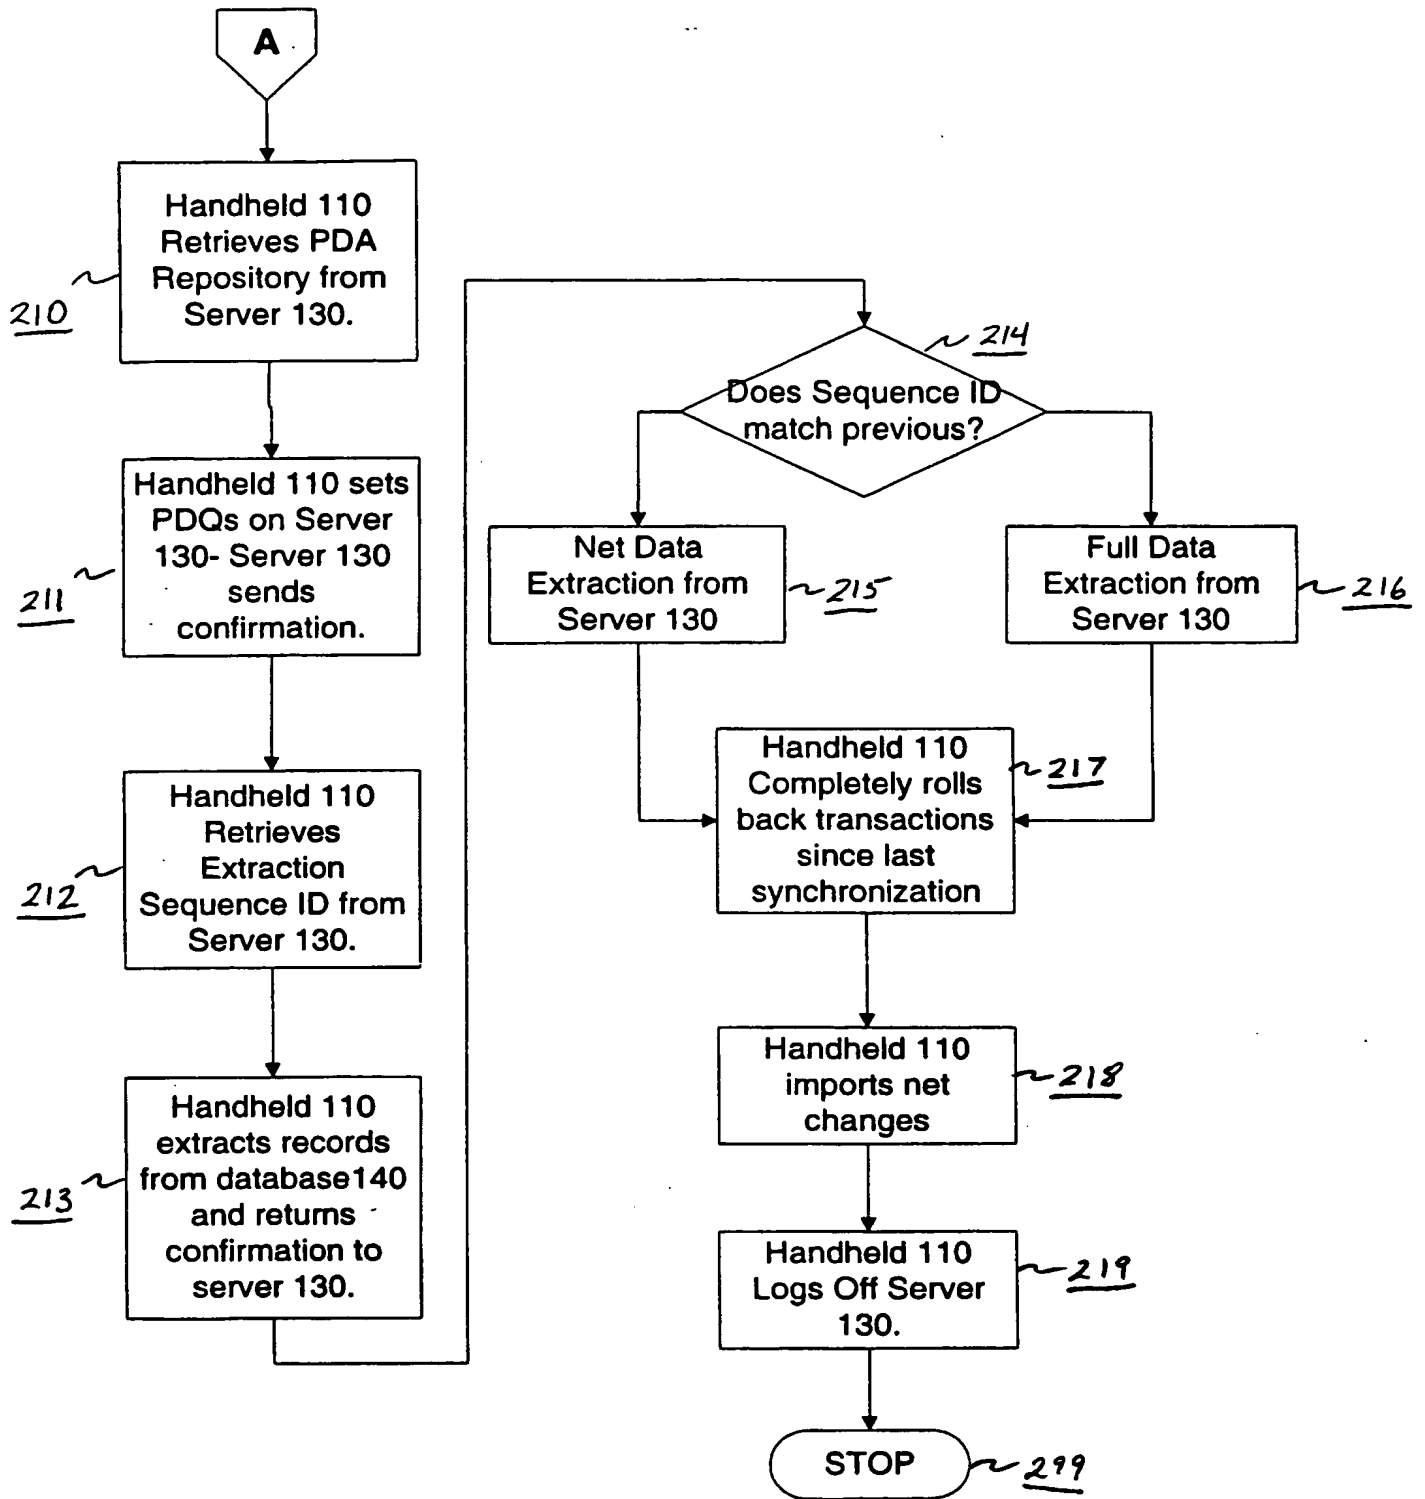 A
Handheld 110
Retrieves PDA
Repository from
Server 130.
210
Handheld 110 sets
PDQs on Server
130- Server 130
sends
confirmation.
211
Handheld 110
Retrieves
Extraction
Sequence ID from
Server 130.
212
Handheld 110
extracts records
from database140
and returns
confirmation to
server 130.
213
Does Sequence ID
match previous?
214
Net Data
Extraction from
Server 130
215
Full Data
Extraction from
Server 130
216
Handheld 110
Completely rolls
back transactions
since last
synchronization
217
Handheld 110
imports net
changes
218
Handheld 110
Logs Off Server
130.
219
STOP
299